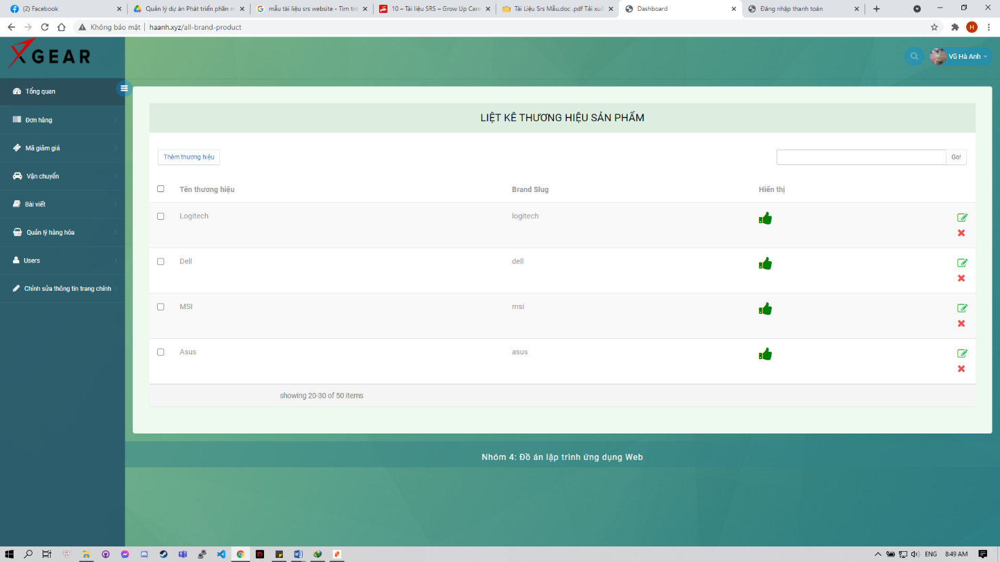 (2) Facebook
Quản lý dự án Phát triển phần m
mẫu tài liệu srs website - Tìm trê
10 – Tài liệu SRS – Grow Up Care
Tài Liệu Srs Mẫu.doc .pdf Tải xuố
Dashboard
Đăng nhập thanh toán
Không bảo mật
haanh.xyz/all-brand-product
H
XGEAR
Vũ Hà Anh
Tổng quan
Đơn hàng
Mã giảm giá
Vận chuyển
Bài viết
Quản lý hàng hóa
Users
Chỉnh sửa thông tin trang chính
LIỆT KÊ THƯƠNG HIỆU SẢN PHẨM
Thêm thương hiệu
Go!
Tên thương hiệu Brand Slug Hiển thị
Logitech logitech
Dell dell
MSI msi
Asus asus
showing 20-30 of 50 items
Nhóm 4: Đồ án lập trình ứng dụng Web
ENG
8:49 AM